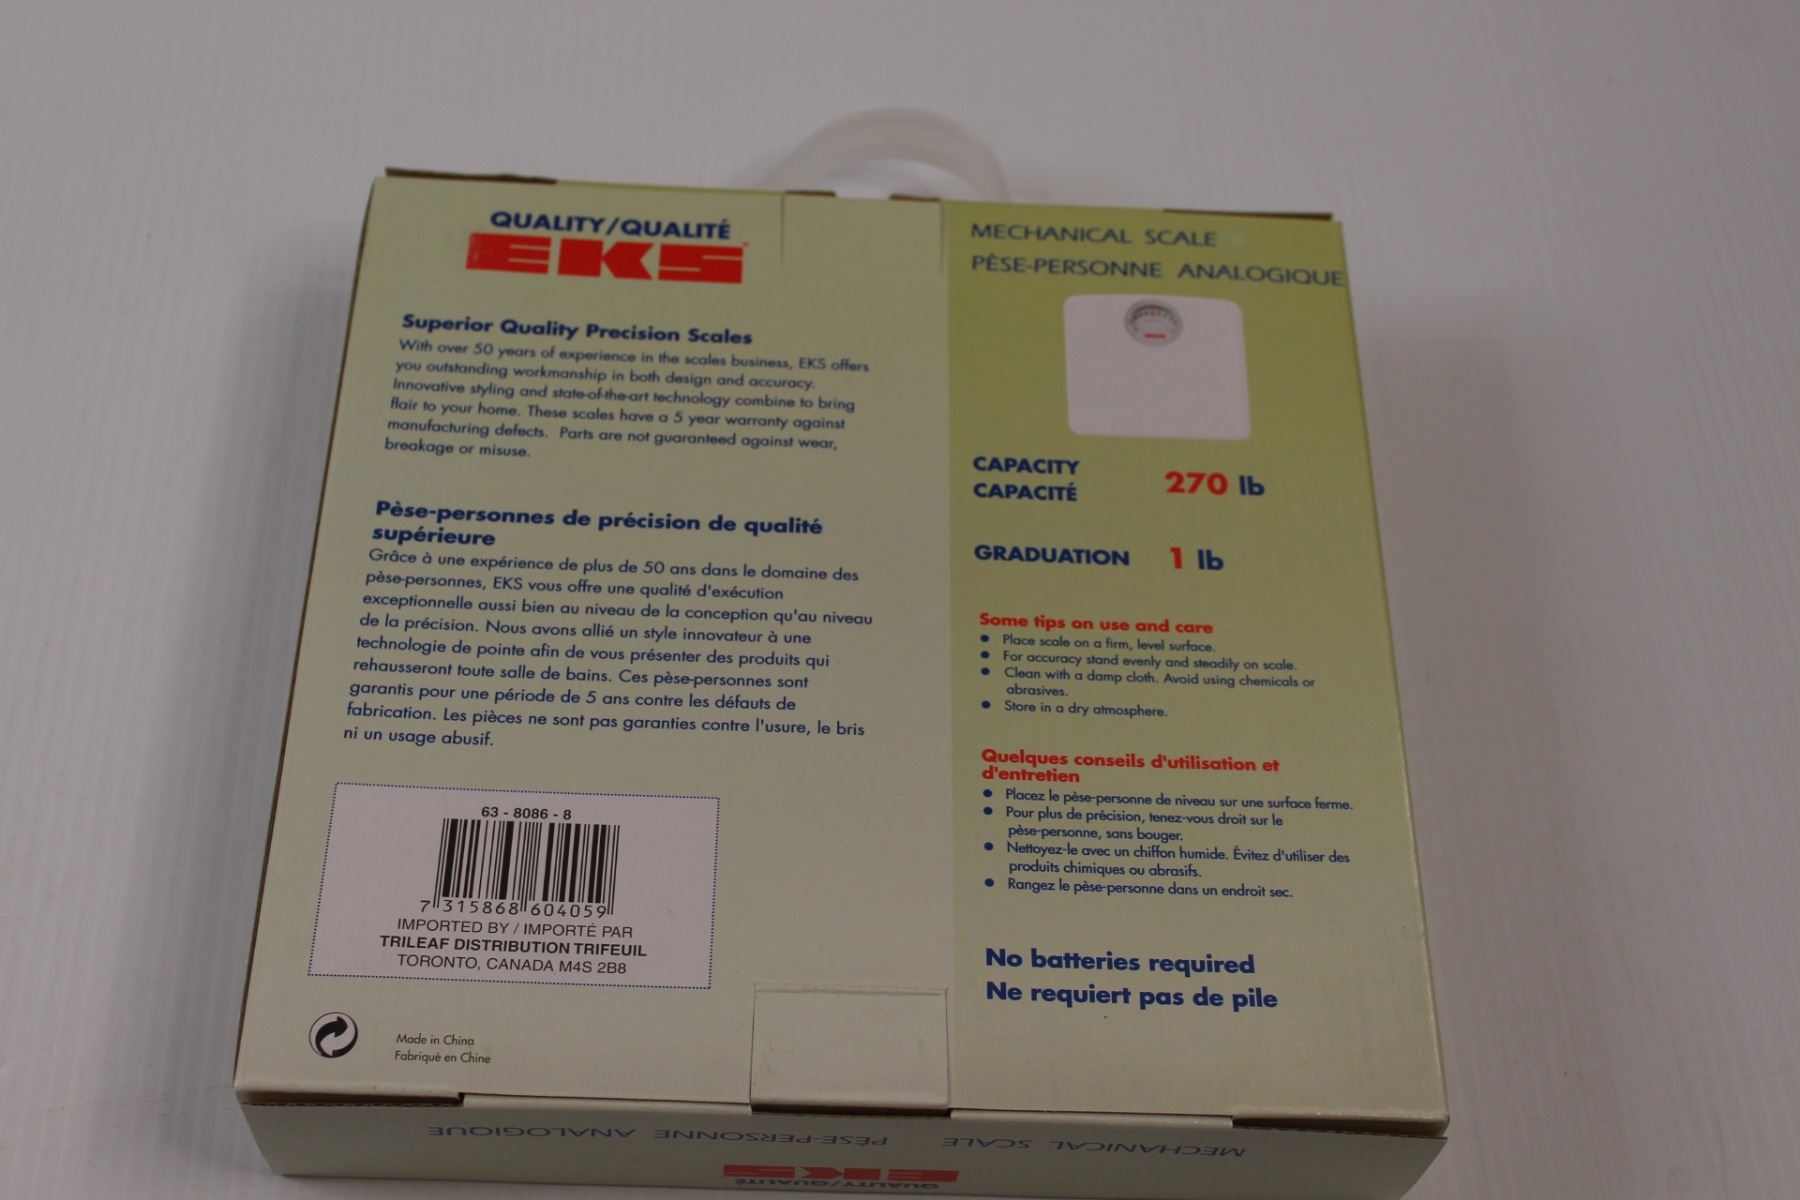 QUALITY/QUALITÉ
EKS
Superior Quality Precision Scales
With over 50 years of experience in the scales business, EKS offers
you outstanding workmanship in both design and accuracy.
Innovative styling and state-of-the-art technology combine to bring
flair to your home. These scales have a 5 year warranty against
manufacturing defects. Parts are not guaranteed against wear,
breakage or misuse.
Pèse-personnes de précision de qualité
supérieure
Grâce à une expérience de plus de 50 ans dans le domaine des
pèse-personnes, EKS vous offre une qualité d'exécution
exceptionnelle aussi bien au niveau de la conception qu'au niveau
de la précision. Nous avons allié un style innovateur à une
technologie de pointe afin de vous présenter des produits qui
rehausseront toute salle de bains. Ces pèse-personnes sont
garantis pour une période de 5 ans contre les défauts de
fabrication. Les pièces ne sont pas garanties contre l'usure, le bris
ni un usage abusif.
63 - 8086 - 8
7 315868 604059
IMPORTED BY / IMPORTÉ PAR
TRILEAF DISTRIBUTION TRIFEUIL
TORONTO, CANADA M4S 2B8
Made in China
Fabriqué en Chine
MECHANICAL SCALE
PÈSE-PERSONNE ANALOGIQUE
CAPACITY
CAPACITÉ
270 lb
GRADUATION 1 lb
Some tips on use and care
● Place scale on a firm, level surface.
● For accuracy stand evenly and steadily on scale.
● Clean with a damp cloth. Avoid using chemicals or
abrasives.
● Store in a dry atmosphere.
Quelques conseils d'utilisation et
d'entretien
● Placez le pèse-personne de niveau sur une surface ferme.
● Pour plus de précision, tenez-vous droit sur le
pèse-personne, sans bouger.
● Nettoyez-le avec un chiffon humide. Évitez d'utiliser des
produits chimiques ou abrasifs.
● Rangez le pèse-personne dans un endroit sec.
No batteries required
Ne requiert pas de pile
MECHANICAL SCALE PÈSE-PERSONNE ANALOGIQUE
QUALITY/QUALITÉ
EKS